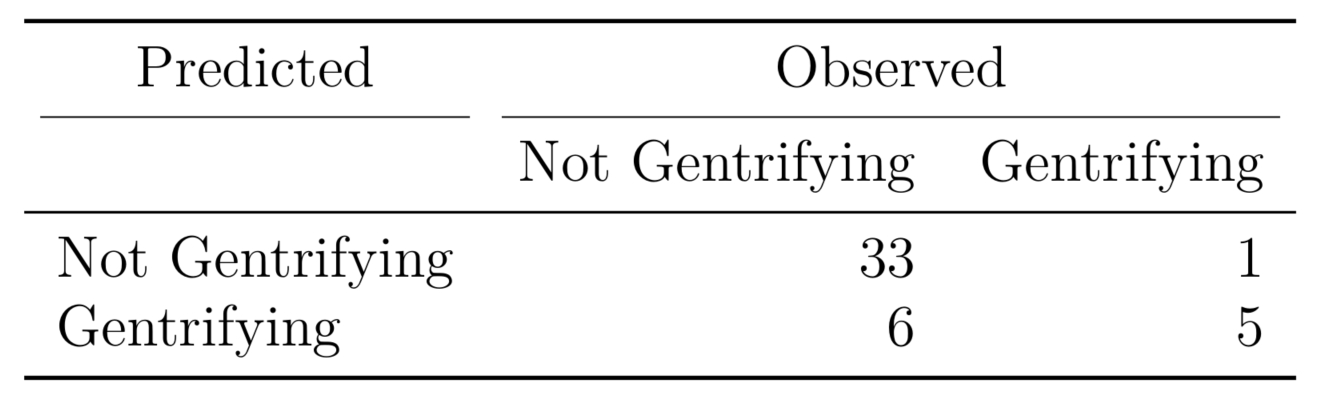 Predicted Observed
Not Gentrifying Gentrifying
Not Gentrifying 33 1
Gentrifying 6 5